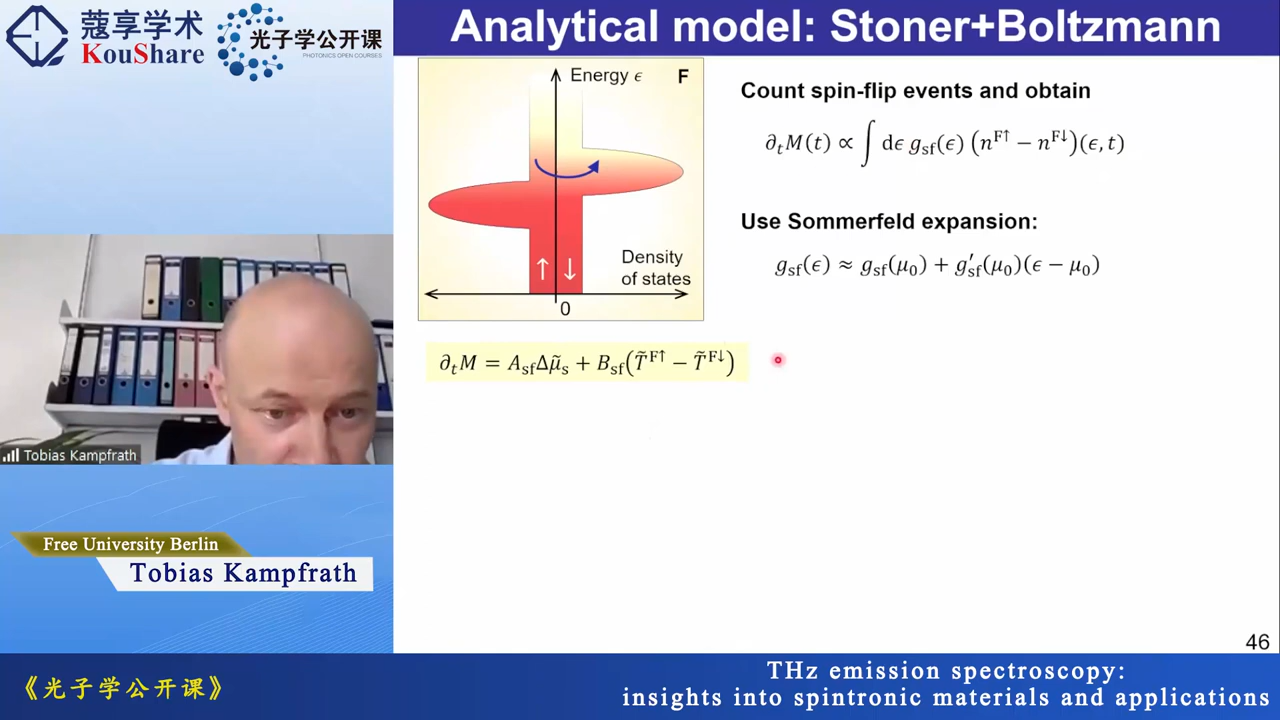 蔻享学术
KouShare
光子学公开课
PHOTONICS OPEN COURSES
Analytical model: Stoner+Boltzmann
Energy ϵ
F
Density
of states
↑ ↓
0
Count spin-flip events and obtain
∂ₜM(t) ∝ ∫ dϵ g_sf(ϵ) (n^F↑ − n^F↓)(ϵ, t)
Use Sommerfeld expansion:
g_sf(ϵ) ≈ g_sf(μ₀) + g′_sf(μ₀)(ϵ − μ₀)
∂ₜM = A_sf Δμ̃_s + B_sf(T̃^F↑ − T̃^F↓)
Tobias Kampfrath
Free University Berlin
Tobias Kampfrath
46
《光子学公开课》
THz emission spectroscopy:
insights into spintronic materials and applications